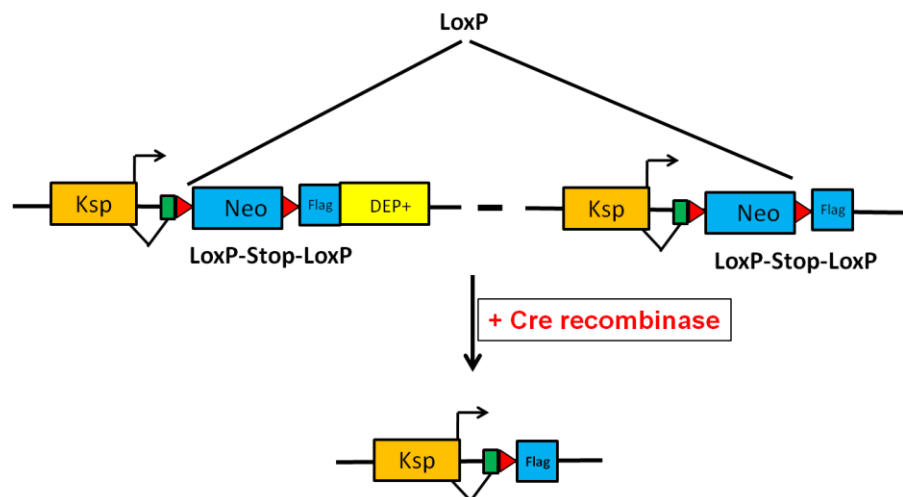 LoxP
Ksp
Neo
Flag
DEP+
Ksp
Neo
Flag
LoxP-Stop-LoxP
LoxP-Stop-LoxP
+ Cre recombinase
Ksp
Flag